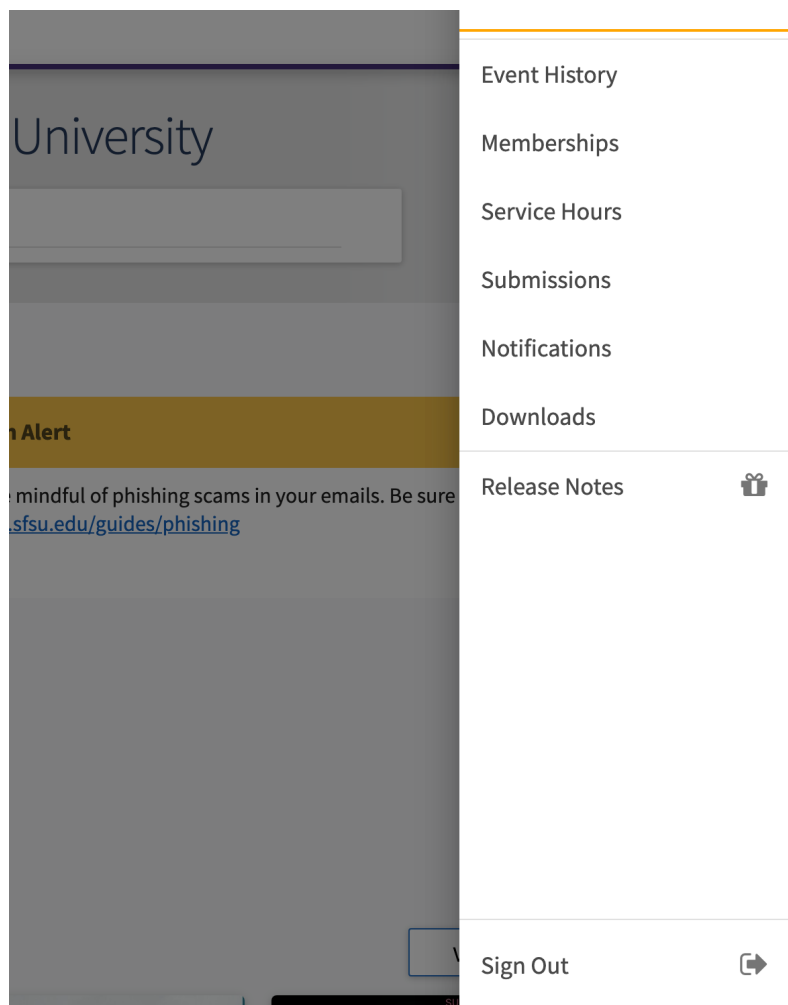 University
Alert
mindful of phishing scams in your emails. Be sure
.sfsu.edu/guides/phishing
Event History
Memberships
Service Hours
Submissions
Notifications
Downloads
Release Notes
Sign Out